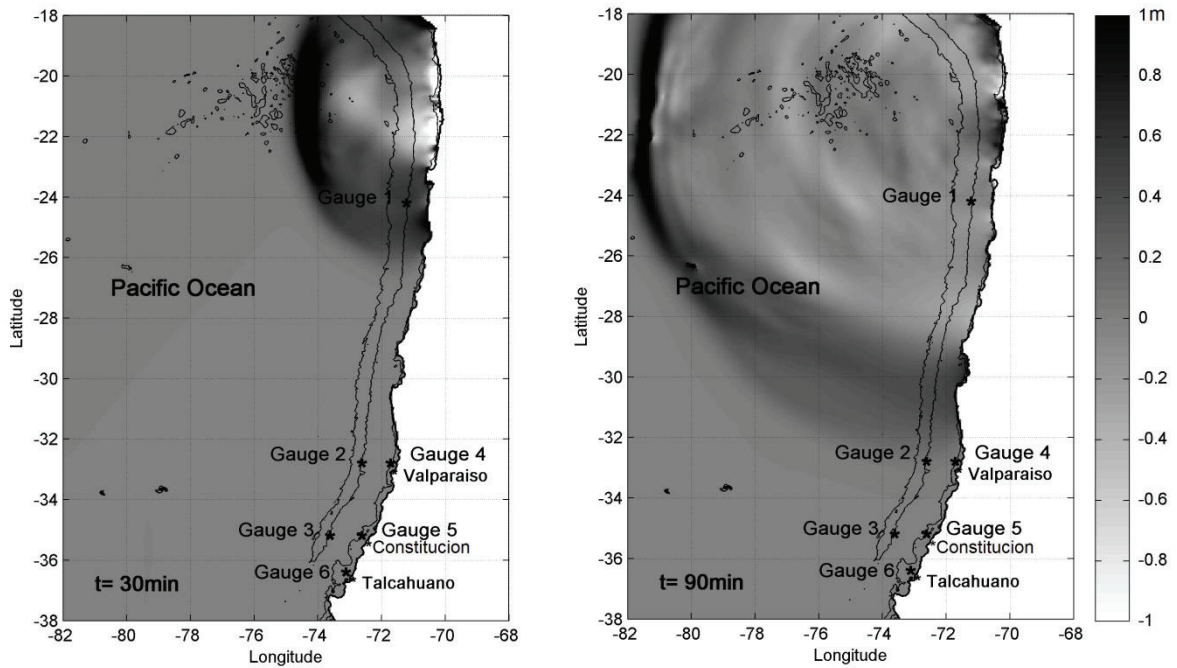 -18
-20
-22
-24
-26
-28
-30
-32
-34
-36
-38
Latitude
Gauge 1
Pacific Ocean
Gauge 2
Gauge 4
Valparaiso
Gauge 3
Gauge 5
Constitucion
Gauge 6
Talcahuano
t= 30min
-82
-80
-78
-76
-74
-72
-70
-68
Longitude
-18
-20
-22
-24
-26
-28
-30
-32
-34
-36
-38
Latitude
Gauge 1
Pacific Ocean
Gauge 2
Gauge 4
Valparaiso
Gauge 3
Gauge 5
Constitucion
Gauge 6
Talcahuano
t= 90min
-82
-80
-78
-76
-74
-72
-70
-68
Longitude
1m
0.8
0.6
0.4
0.2
0
-0.2
-0.4
-0.6
-0.8
-1